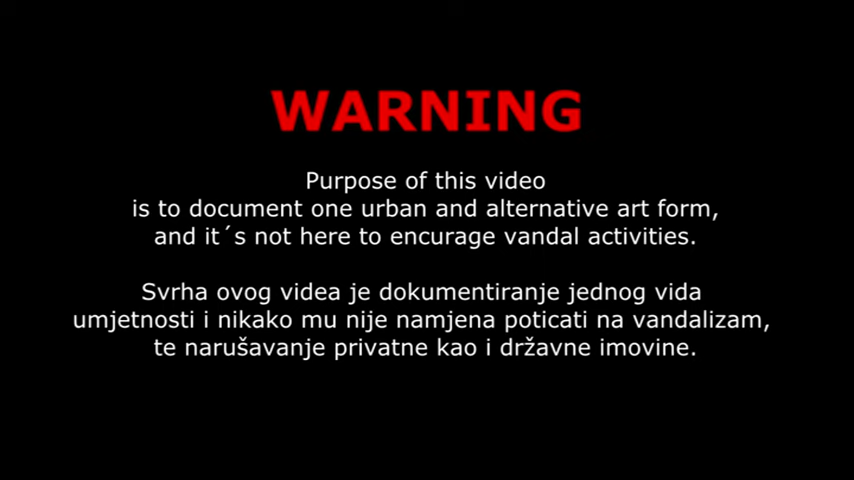 WARNING
Purpose of this video
is to document one urban and alternative art form,
and it´s not here to encurage vandal activities.
Svrha ovog videa je dokumentiranje jednog vida
umjetnosti i nikako mu nije namjena poticati na vandalizam,
te narušavanje privatne kao i državne imovine.